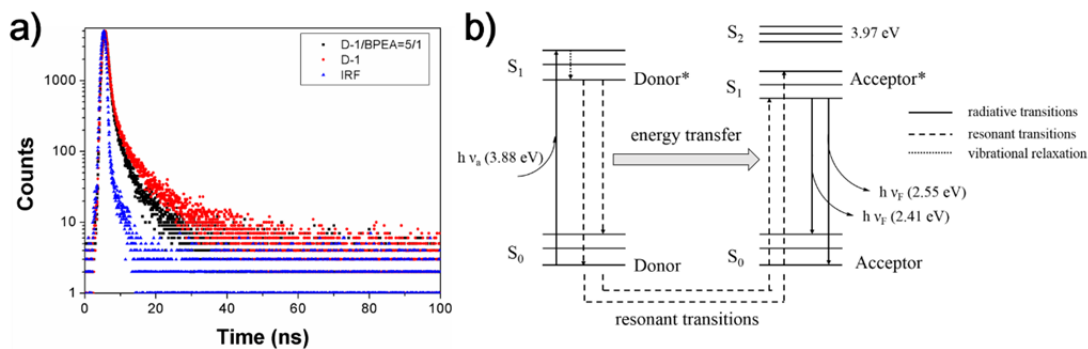 a)
Counts
1000
100
10
1
0
20
40
60
80
100
Time (ns)
D-1/BPEA=5/1
D-1
IRF
b)
S2
3.97 eV
S1
Donor*
S1
Acceptor*
energy transfer
h νa (3.88 eV)
radiative transitions
resonant transitions
vibrational relaxation
h νF (2.55 eV)
h νF (2.41 eV)
S0
Donor
S0
Acceptor
resonant transitions